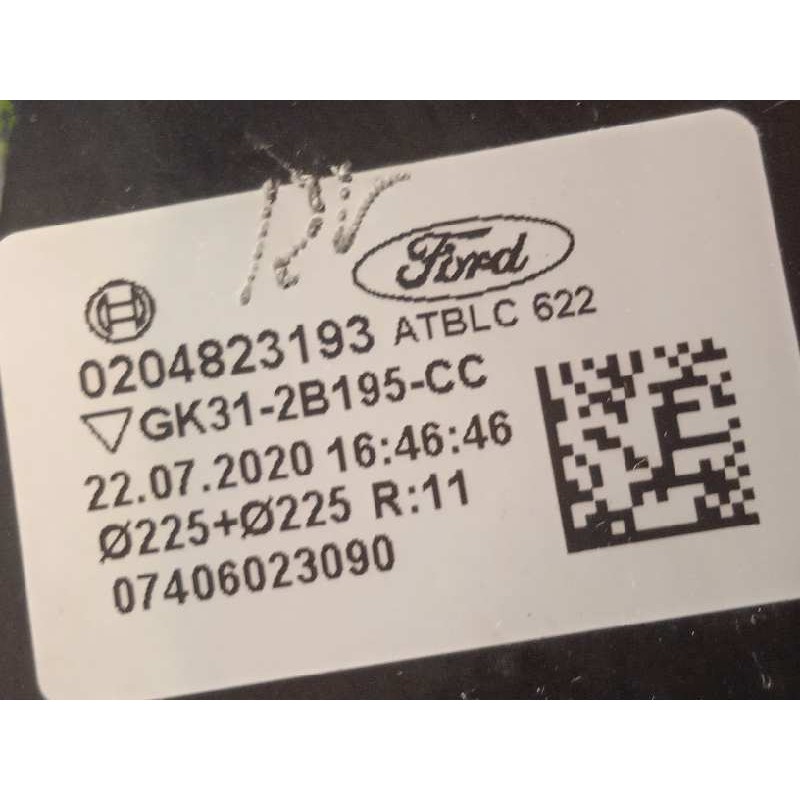 Ford
0204823193 ATBLC 622
GK31-2B195-CC
22.07.2020 16:46:46
Ø225+Ø225 R:11
07406023090